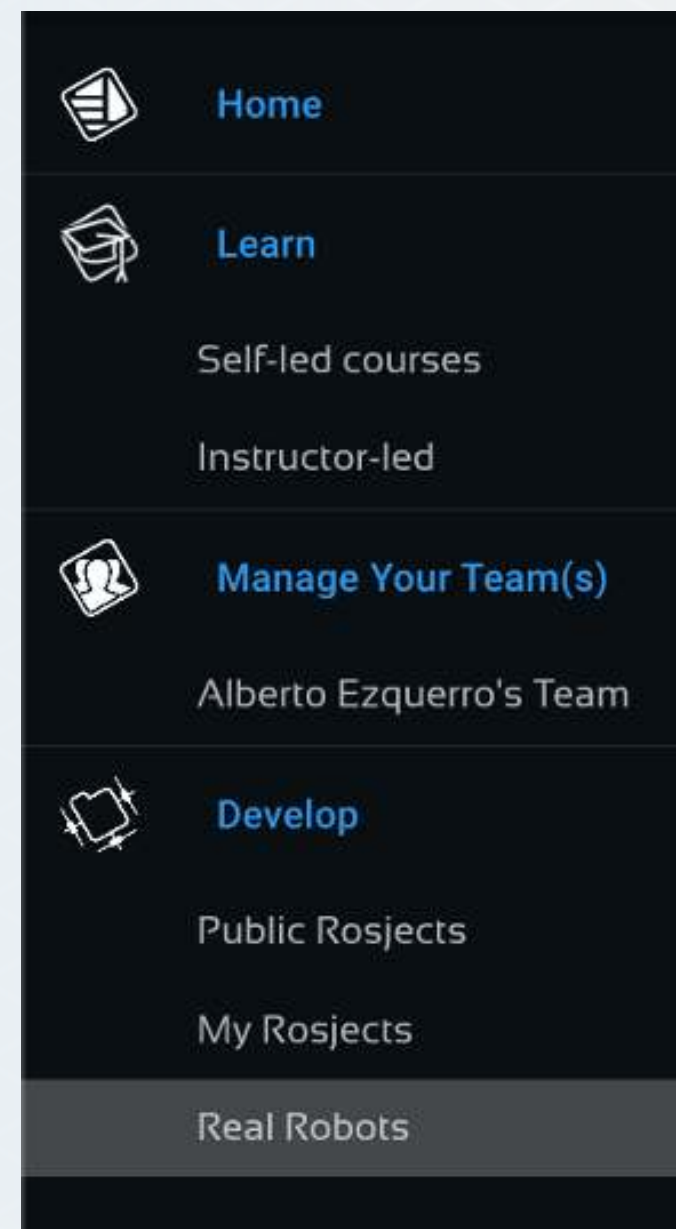 Home
Learn
Self-led courses
Instructor-led
Manage Your Team(s)
Alberto Ezquerro's Team
Develop
Public Rosjects
My Rosjects
Real Robots